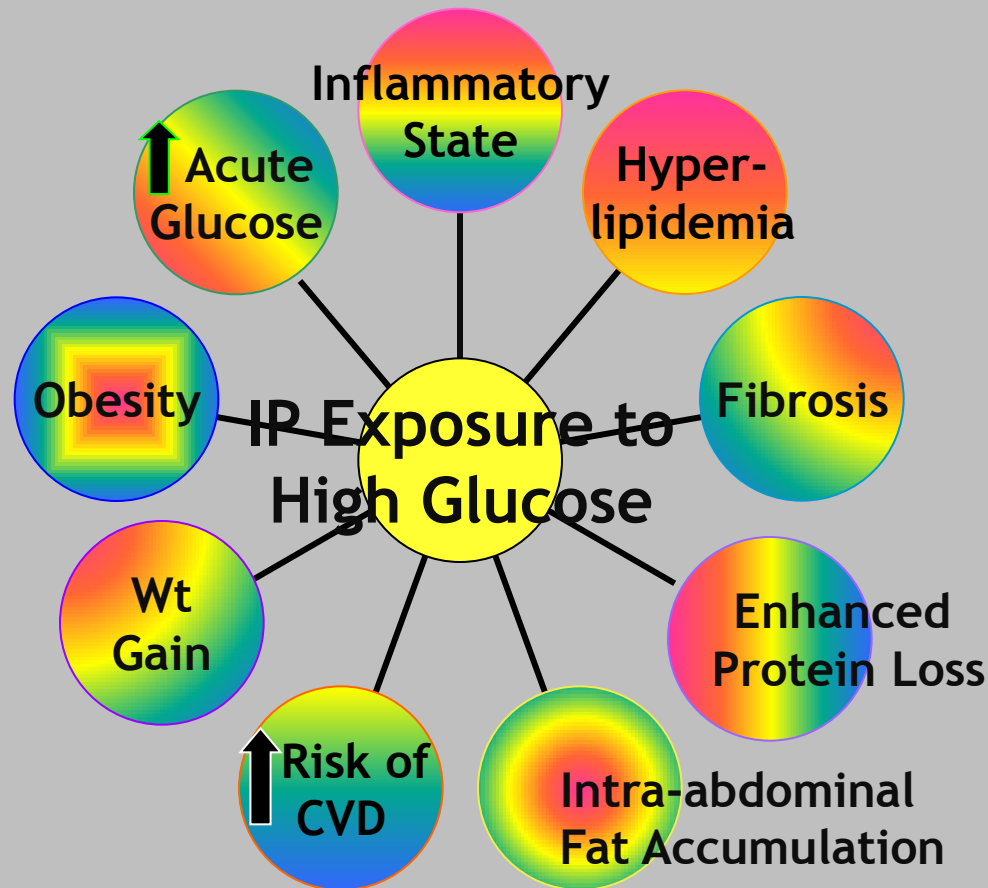 Inflammatory
State
Hyper-
lipidemia
Fibrosis
Enhanced
Protein Loss
Intra-abdominal
Fat Accumulation
Risk of
CVD
Wt
Gain
Obesity
Acute
Glucose
IP Exposure to
High Glucose